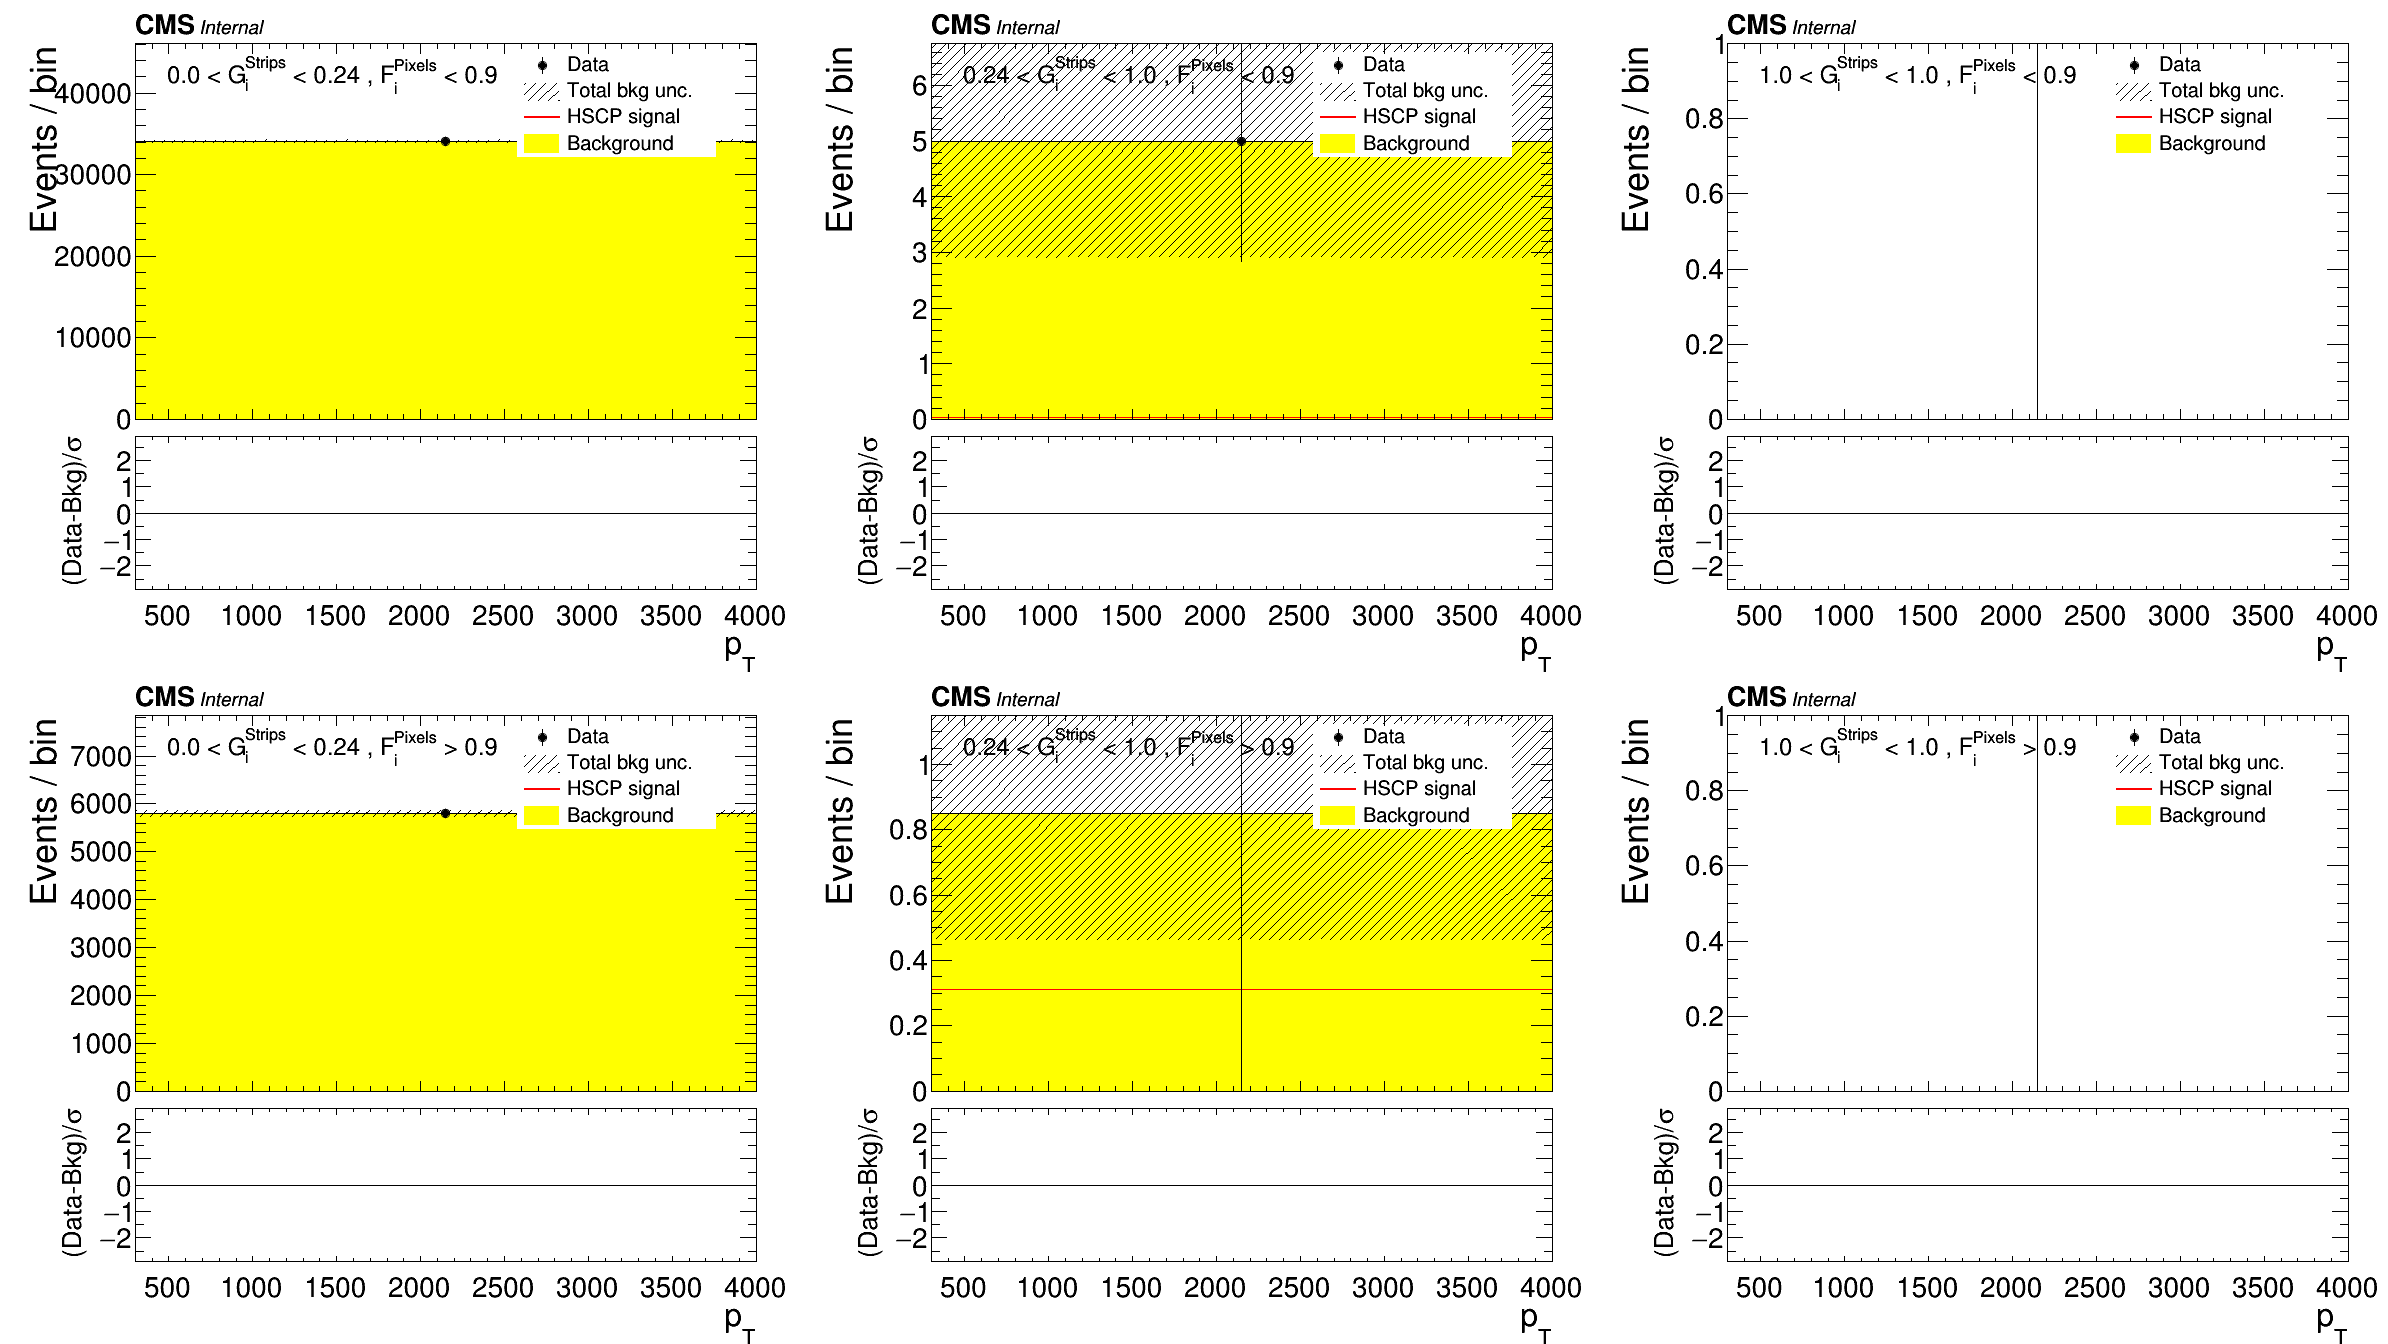 CMS Internal
Events / bin
0.0 < G_i^Strips < 0.24 , F_i^Pixels < 0.9
Data
Total bkg unc.
HSCP signal
Background
40000
30000
20000
10000
0
(Data-Bkg)/σ
2
1
0
−1
−2
500 1000 1500 2000 2500 3000 3500 4000
p_T
CMS Internal
Events / bin
0.24 < G_i^Strips < 1.0 , F_i^Pixels < 0.9
Data
Total bkg unc.
HSCP signal
Background
6
5
4
3
2
1
0
(Data-Bkg)/σ
2
1
0
−1
−2
500 1000 1500 2000 2500 3000 3500 4000
p_T
CMS Internal
Events / bin
1.0 < G_i^Strips < 1.0 , F_i^Pixels < 0.9
Data
Total bkg unc.
HSCP signal
Background
1
0.8
0.6
0.4
0.2
0
(Data-Bkg)/σ
2
1
0
−1
−2
500 1000 1500 2000 2500 3000 3500 4000
p_T
CMS Internal
Events / bin
0.0 < G_i^Strips < 0.24 , F_i^Pixels > 0.9
Data
Total bkg unc.
HSCP signal
Background
7000
6000
5000
4000
3000
2000
1000
0
(Data-Bkg)/σ
2
1
0
−1
−2
500 1000 1500 2000 2500 3000 3500 4000
p_T
CMS Internal
Events / bin
0.24 < G_i^Strips < 1.0 , F_i^Pixels > 0.9
Data
Total bkg unc.
HSCP signal
Background
1
0.8
0.6
0.4
0.2
0
(Data-Bkg)/σ
2
1
0
−1
−2
500 1000 1500 2000 2500 3000 3500 4000
p_T
CMS Internal
Events / bin
1.0 < G_i^Strips < 1.0 , F_i^Pixels > 0.9
Data
Total bkg unc.
HSCP signal
Background
1
0.8
0.6
0.4
0.2
0
(Data-Bkg)/σ
2
1
0
−1
−2
500 1000 1500 2000 2500 3000 3500 4000
p_T